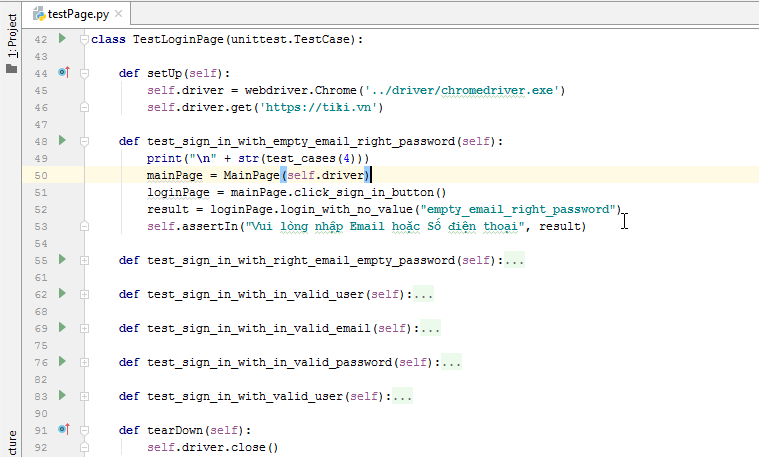 testPage.py
1: Project
42 class TestLoginPage(unittest.TestCase):
43
44 def setUp(self):
45 self.driver = webdriver.Chrome('../driver/chromedriver.exe')
46 self.driver.get('https://tiki.vn')
47
48 def test_sign_in_with_empty_email_right_password(self):
49 print("\n" + str(test_cases(4)))
50 mainPage = MainPage(self.driver)
51 loginPage = mainPage.click_sign_in_button()
52 result = loginPage.login_with_no_value("empty_email_right_password")
53 self.assertIn("Vui lòng nhập Email hoặc Số điện thoại", result)
54
55 def test_sign_in_with_right_email_empty_password(self):...
61
62 def test_sign_in_with_in_valid_user(self):...
68
69 def test_sign_in_with_in_valid_email(self):...
75
76 def test_sign_in_with_in_valid_password(self):...
82
83 def test_sign_in_with_valid_user(self):...
90
91 def tearDown(self):
92 self.driver.close()
cture